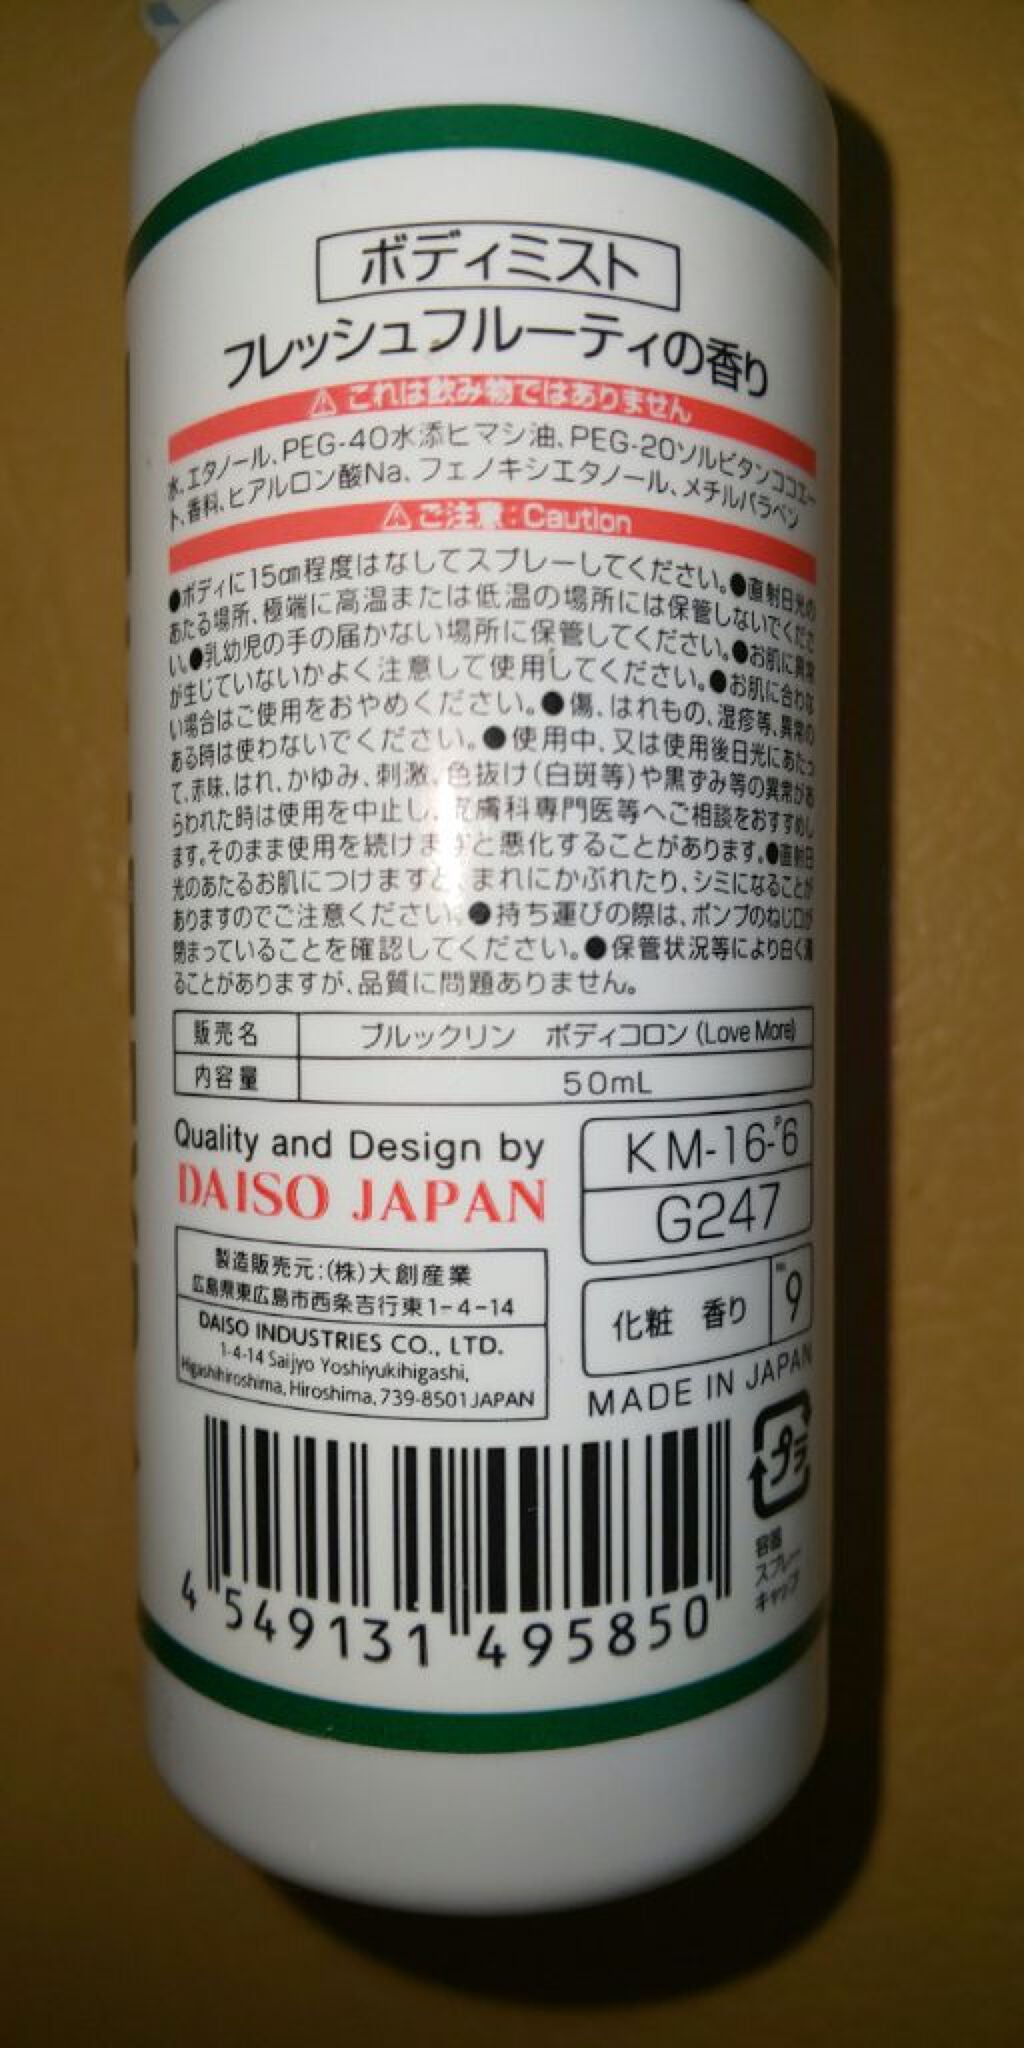 ボディミスト
フレッシュフルーティの香り
⚠ これは飲み物ではありません
水、エタノール、PEG-40水添ヒマシ油、PEG-20ソルビタンココエー
ト、香料、ヒアルロン酸Na、フェノキシエタノール、メチルパラベン
⚠ ご注意:Caution
●ボディに15㎝程度はなしてスプレーしてください。●直射日光の
あたる場所、極端に高温または低温の場所には保管しないでくださ
い。●乳幼児の手の届かない場所に保管してください。●お肌に異常
が生じていないかよく注意して使用してください。●お肌に合わな
い場合はご使用をおやめください。●傷、はれもの、湿疹等、異常の
ある時は使わないでください。●使用中、又は使用後日光にあたっ
て、赤味、はれ、かゆみ、刺激、色抜け(白斑等)や黒ずみ等の異常があ
らわれた時は使用を中止し、皮膚科専門医等へご相談をおすすめし
ます。そのまま使用を続けますと悪化することがあります。●直射日
光のあたるお肌につけますと、まれにかぶれたり、シミになることが
ありますのでご注意ください。●持ち運びの際は、ポンプのねじ口が
閉まっていることを確認してください。●保管状況等により白く濁
ることがありますが、品質に問題ありません。
販売名 ブルックリン ボディコロン(Love More)
内容量 50mL
Quality and Design by
DAISO JAPAN
KM-16-P6
G247
製造販売元:(株)大創産業
広島県東広島市西条吉行東1-4-14
DAISO INDUSTRIES CO., LTD.
1-4-14 Saijyo Yoshiyukihigashi,
Higashihiroshima, Hiroshima, 739-8501 JAPAN
化粧 香り No 9
MADE IN JAPAN
プラ
容器
スプレー
キャップ
4 549131 495850